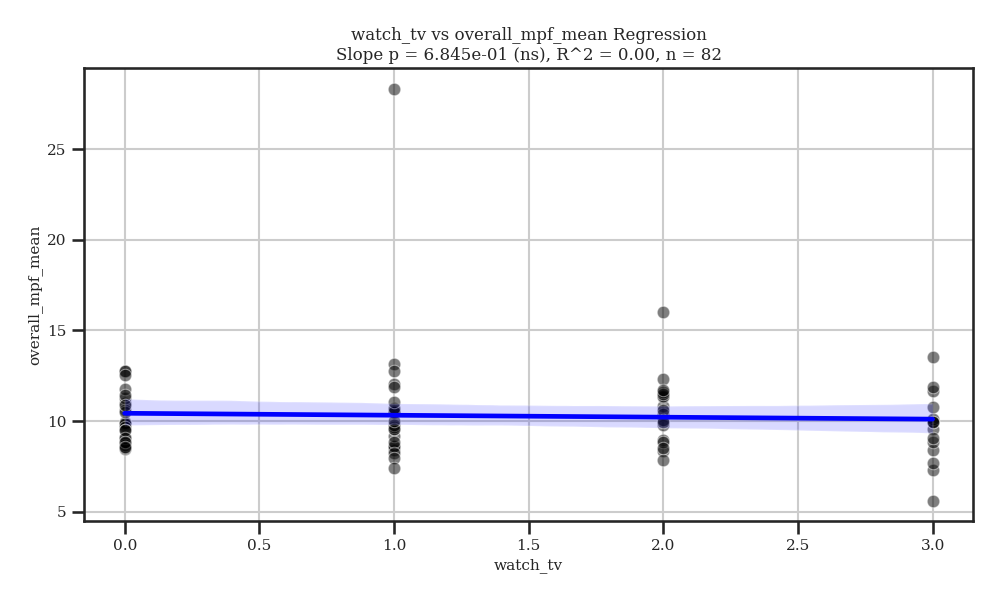 watch_tv vs overall_mpf_mean Regression
Slope p = 6.845e-01 (ns), R^2 = 0.00, n = 82
overall_mpf_mean
25
20
15
10
5
0.0 0.5 1.0 1.5 2.0 2.5 3.0
watch_tv